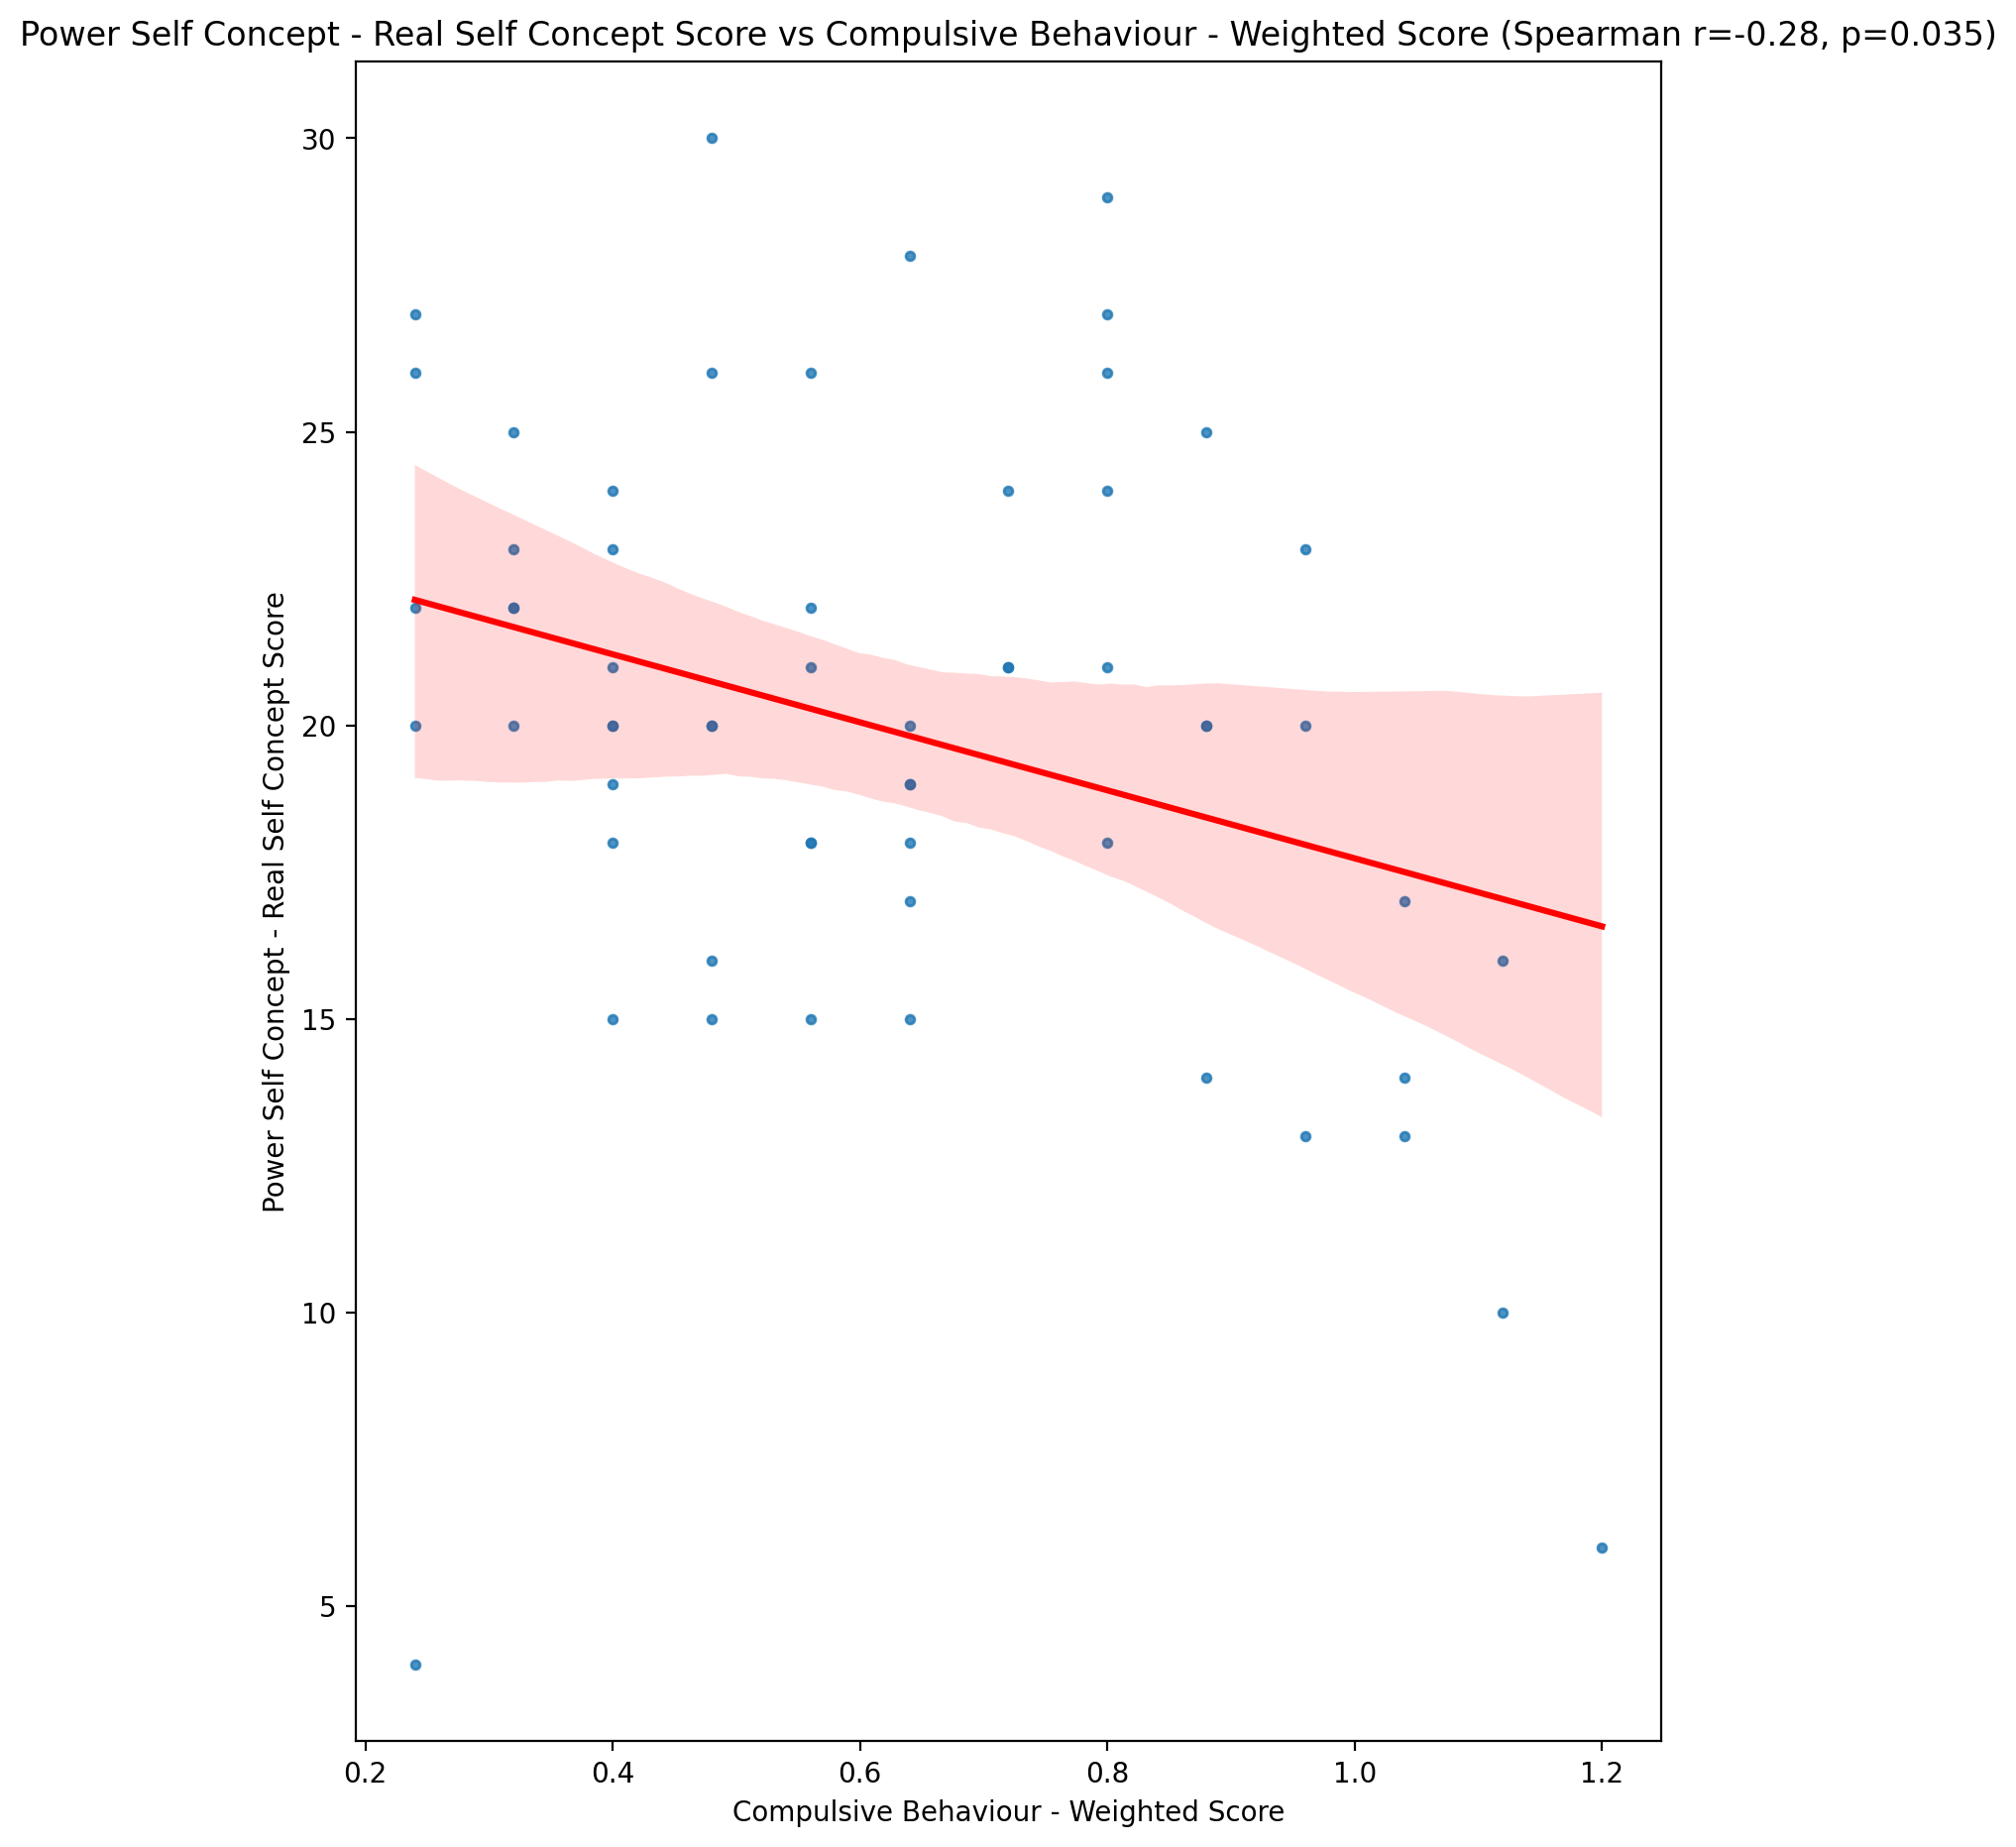 Power Self Concept - Real Self Concept Score vs Compulsive Behaviour - Weighted Score (Spearman r=-0.28, p=0.035)
30
25
20
15
10
5
Power Self Concept - Real Self Concept Score
0.2 0.4 0.6 0.8 1.0 1.2
Compulsive Behaviour - Weighted Score